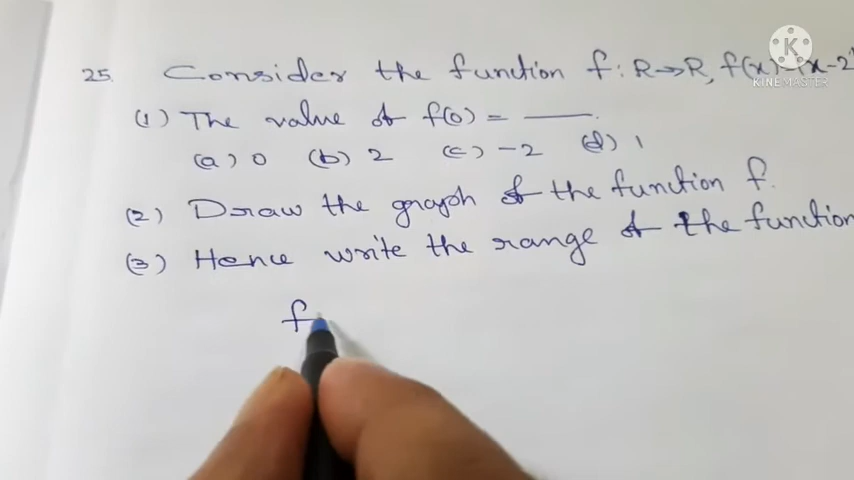 K
KINEMASTER
25. Consider the function f: R→R, f(x) x-2
(1) The value of f(0) = ____.
(a) 0 (b) 2 (c) -2 (d) 1
(2) Draw the graph of the function f.
(3) Hence write the range of the function
f